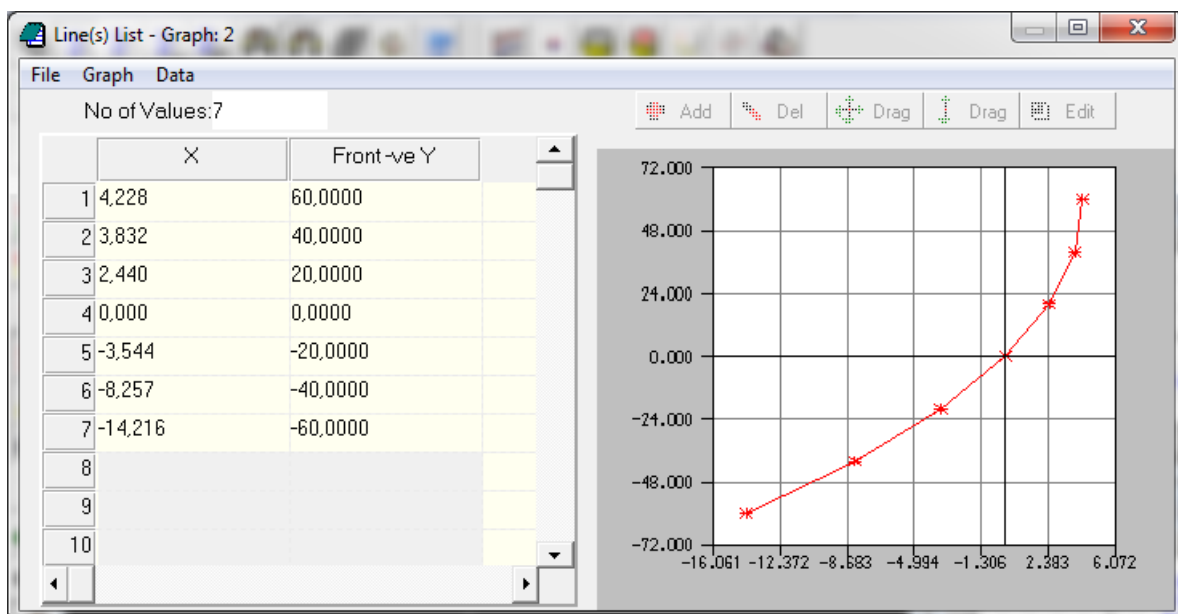 Line(s) List - Graph: 2
File Graph Data
No of Values:7
Add Del Drag Drag Edit
X Front-ve Y
1 4,228 60,0000
2 3,832 40,0000
3 2,440 20,0000
4 0,000 0,0000
5 -3,544 -20,0000
6 -8,257 -40,0000
7 -14,216 -60,0000
8
9
10
72.000
48.000
24.000
0.000
-24.000
-48.000
-72.000
-16.061 -12.372 -8.683 -4.994 -1.306 2.383 6.072